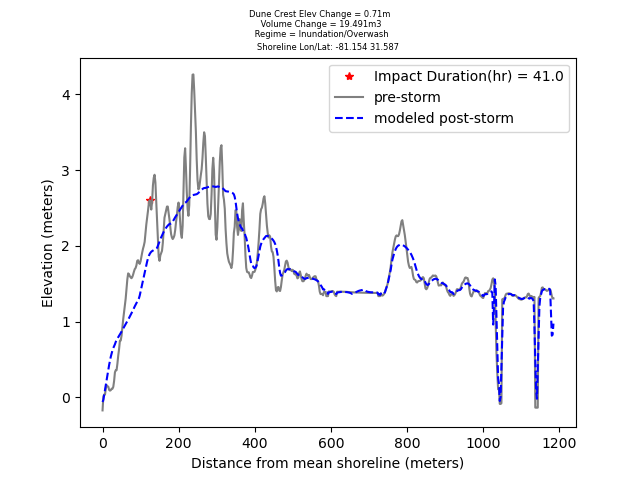 Dune Crest Elev Change = 0.71m
Volume Change = 19.491m3
Regime = Inundation/Overwash
Shoreline Lon/Lat: -81.154 31.587
Impact Duration(hr) = 41.0
pre-storm
modeled post-storm
Elevation (meters)
4
3
2
1
0
0 200 400 600 800 1000 1200
Distance from mean shoreline (meters)